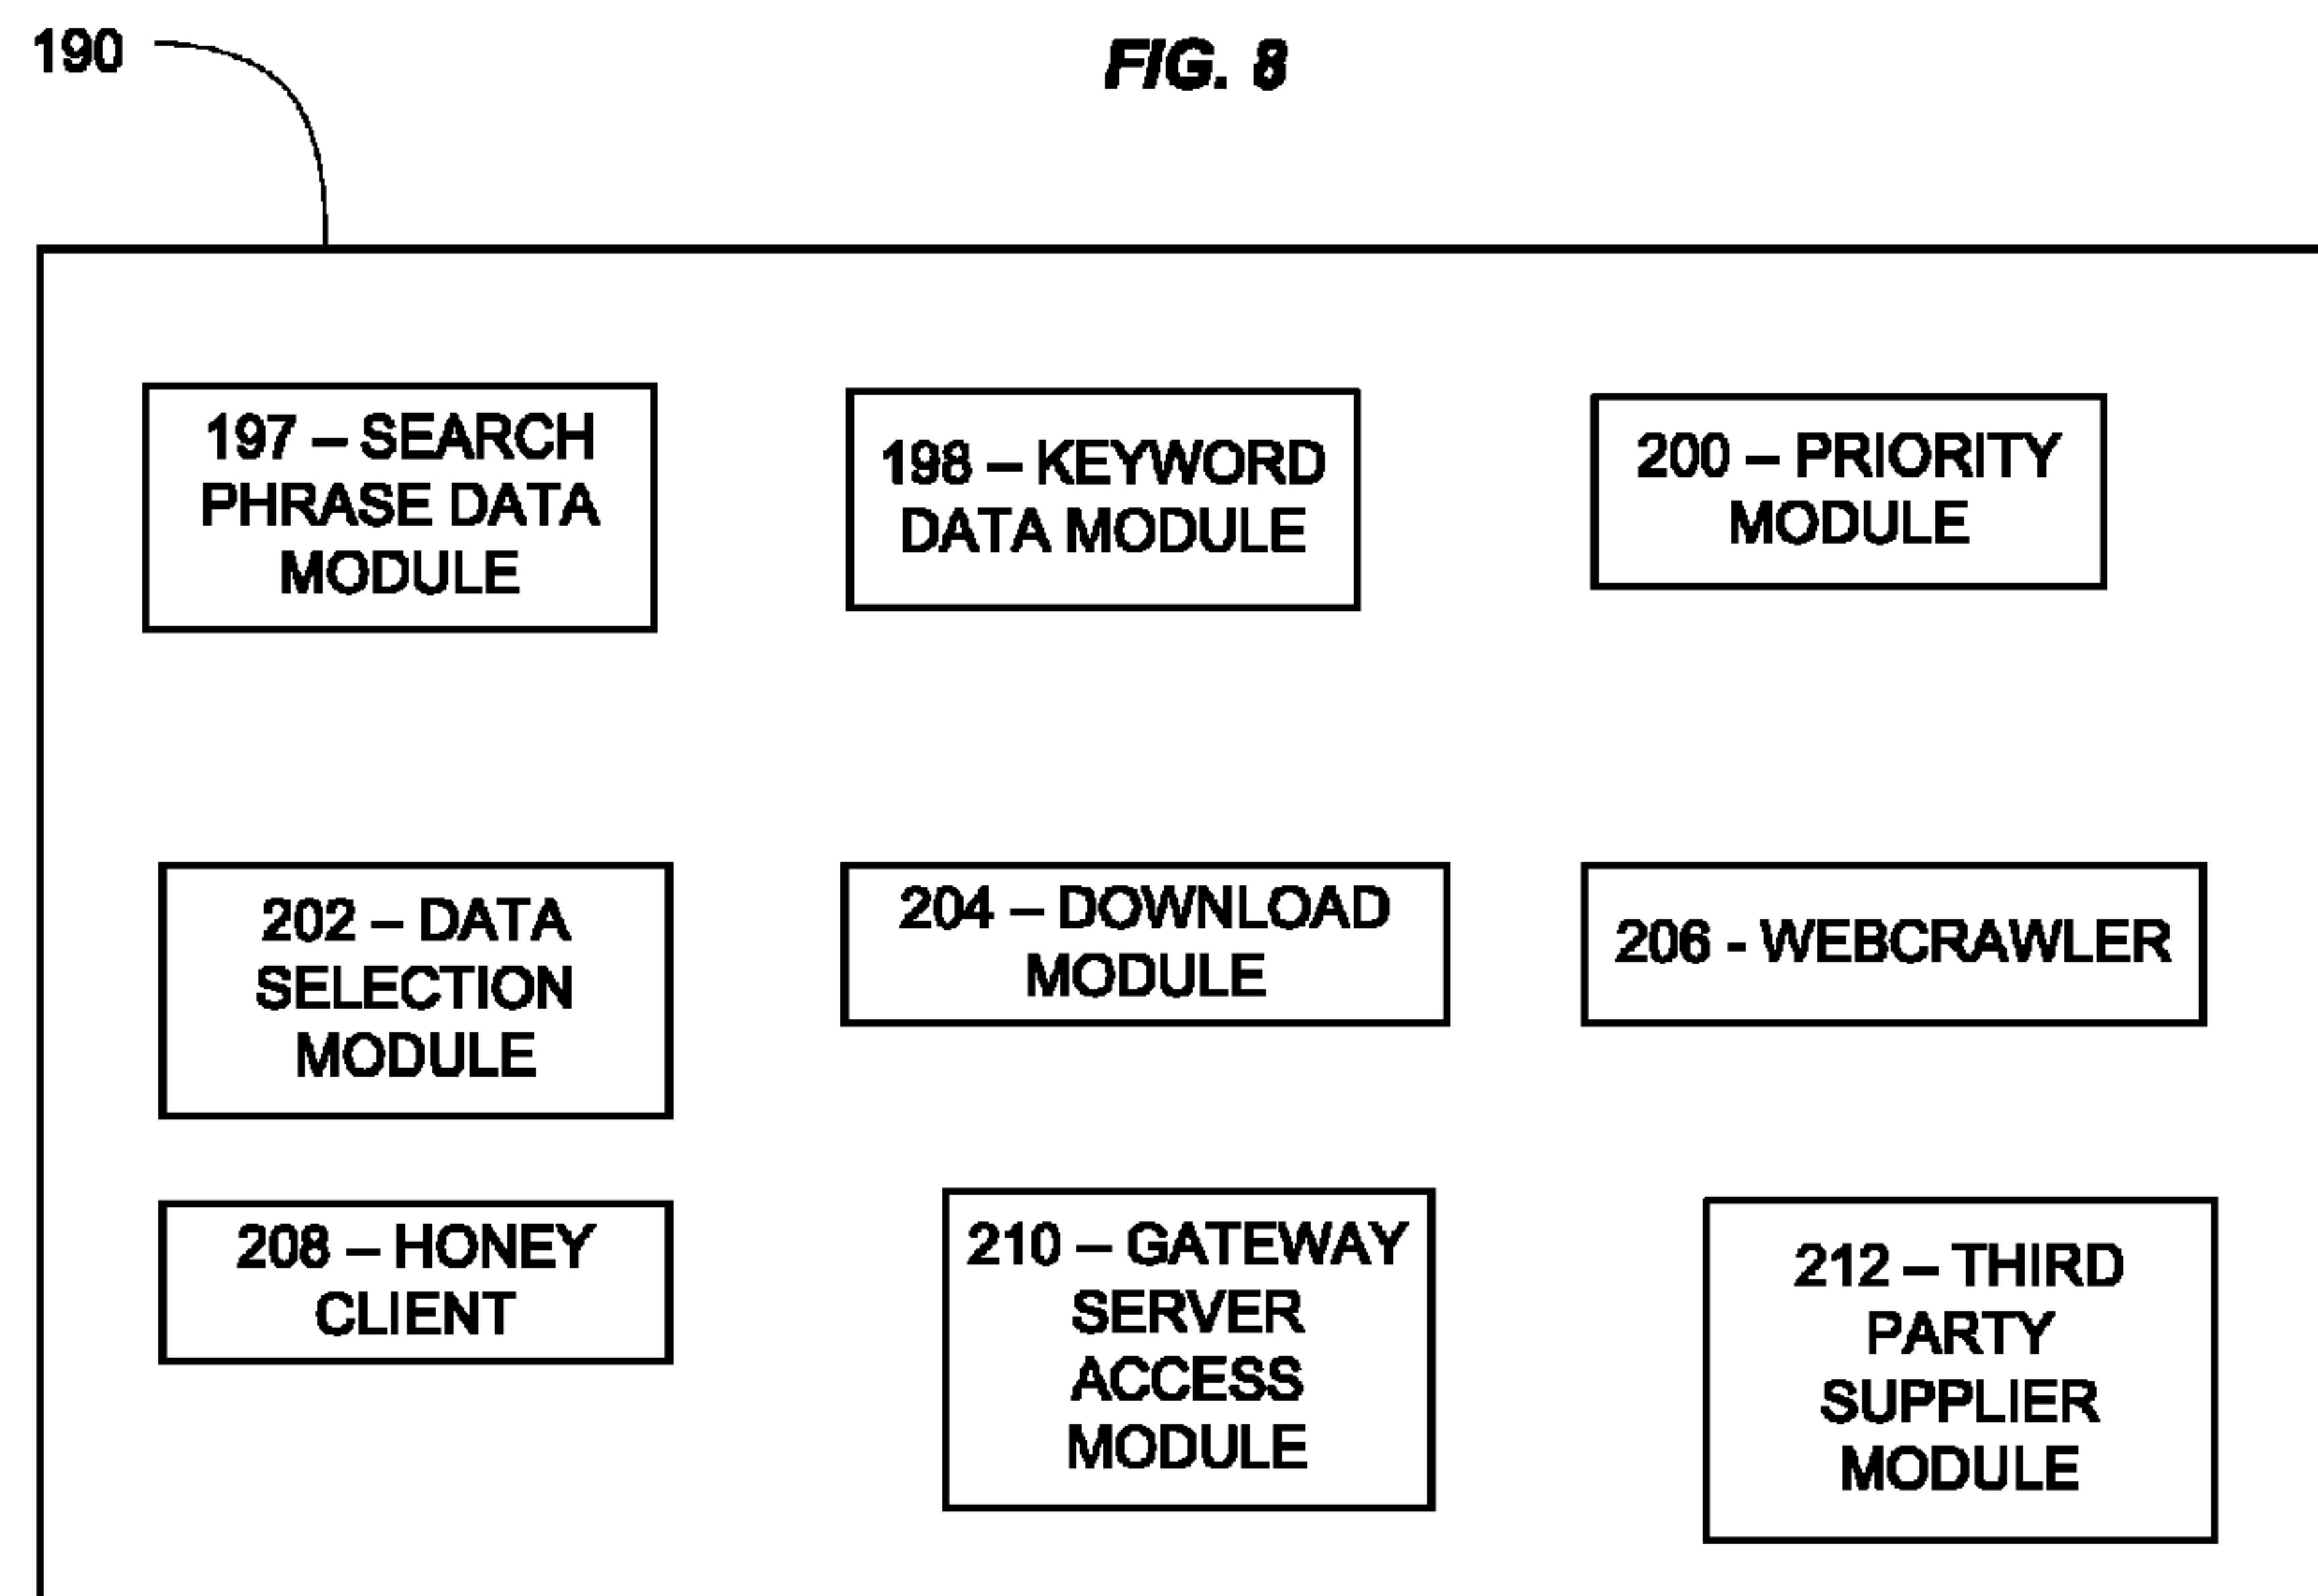 190
FIG. 8
197 – SEARCH
PHRASE DATA
MODULE
198 – KEYWORD
DATA MODULE
200 – PRIORITY
MODULE
202 – DATA
SELECTION
MODULE
204 – DOWNLOAD
MODULE
206 - WEBCRAWLER
208 – HONEY
CLIENT
210 – GATEWAY
SERVER
ACCESS
MODULE
212 – THIRD
PARTY
SUPPLIER
MODULE